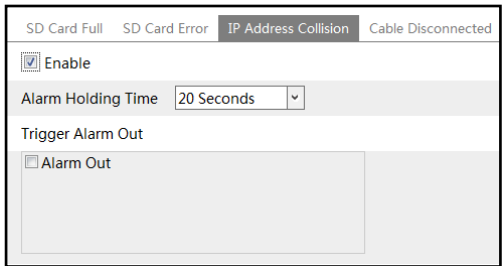 SD Card Full SD Card Error IP Address Collision Cable Disconnected
Enable
Alarm Holding Time 20 Seconds
Trigger Alarm Out
Alarm Out